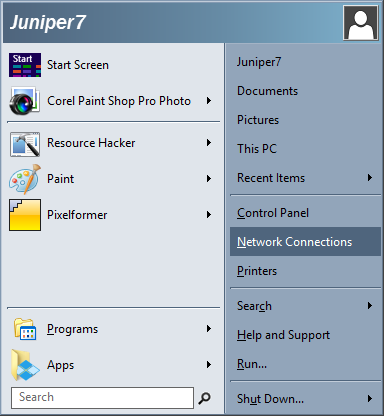 Juniper7
Start
Start Screen
Corel Paint Shop Pro Photo
Resource Hacker
Paint
Pixelformer
Programs
Apps
Search
Juniper7
Documents
Pictures
This PC
Recent Items
Control Panel
Network Connections
Printers
Search
Help and Support
Run...
Shut Down...